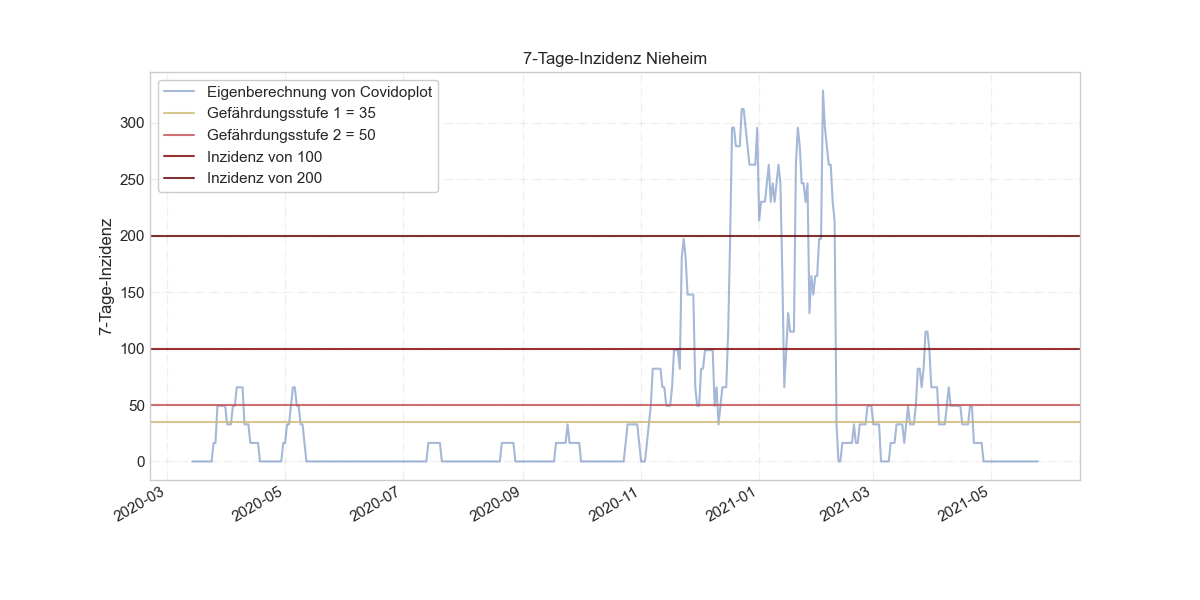 7-Tage-Inzidenz Nieheim
Eigenberechnung von Covidoplot
Gefährdungsstufe 1 = 35
Gefährdungsstufe 2 = 50
Inzidenz von 100
Inzidenz von 200
7-Tage-Inzidenz
300
250
200
150
100
50
0
2020-03
2020-05
2020-07
2020-09
2020-11
2021-01
2021-03
2021-05